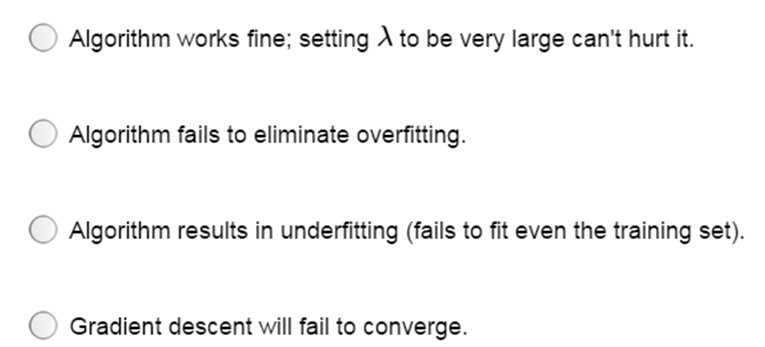 Algorithm works fine; setting λ to be very large can't hurt it.
Algorithm fails to eliminate overfitting.
Algorithm results in underfitting (fails to fit even the training set).
Gradient descent will fail to converge.